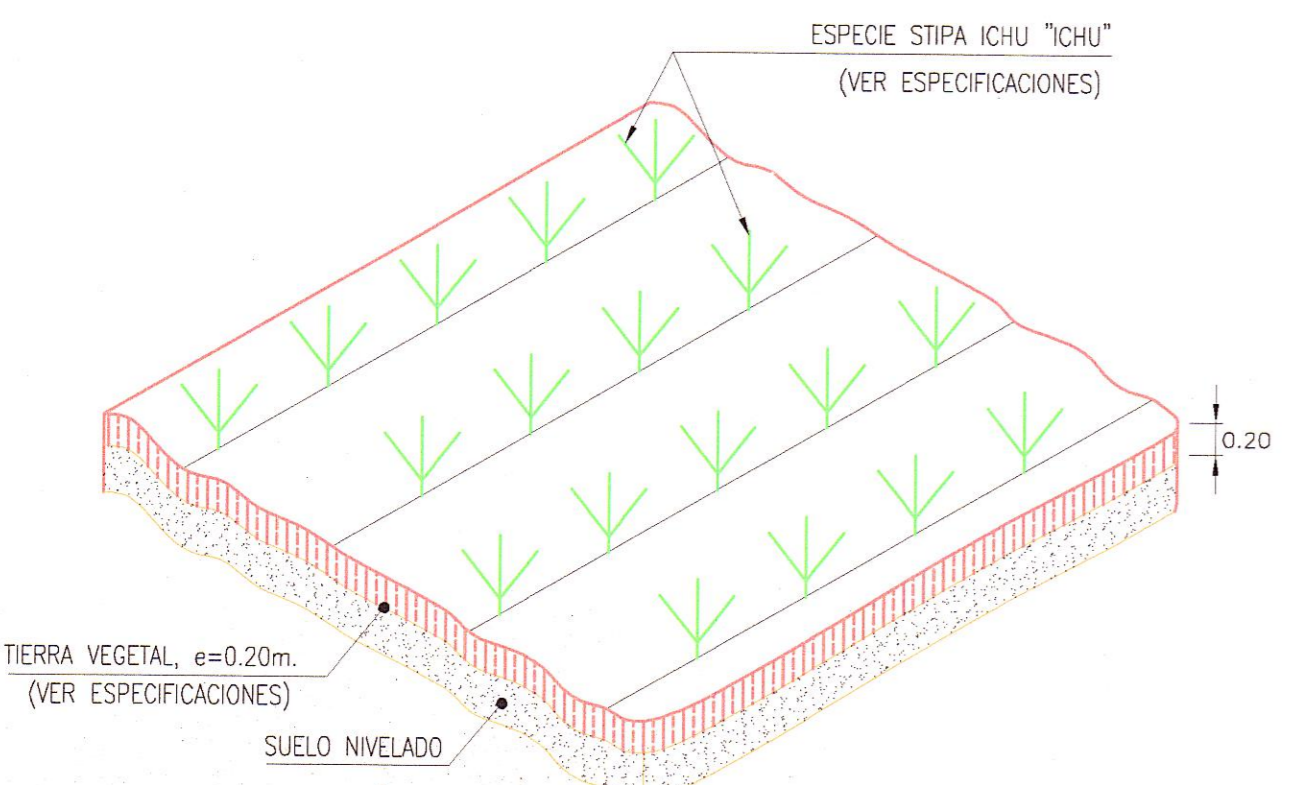 ESPECIE STIPA ICHU "ICHU"
(VER ESPECIFICACIONES)
0.20
TIERRA VEGETAL, e=0.20m.
(VER ESPECIFICACIONES)
SUELO NIVELADO